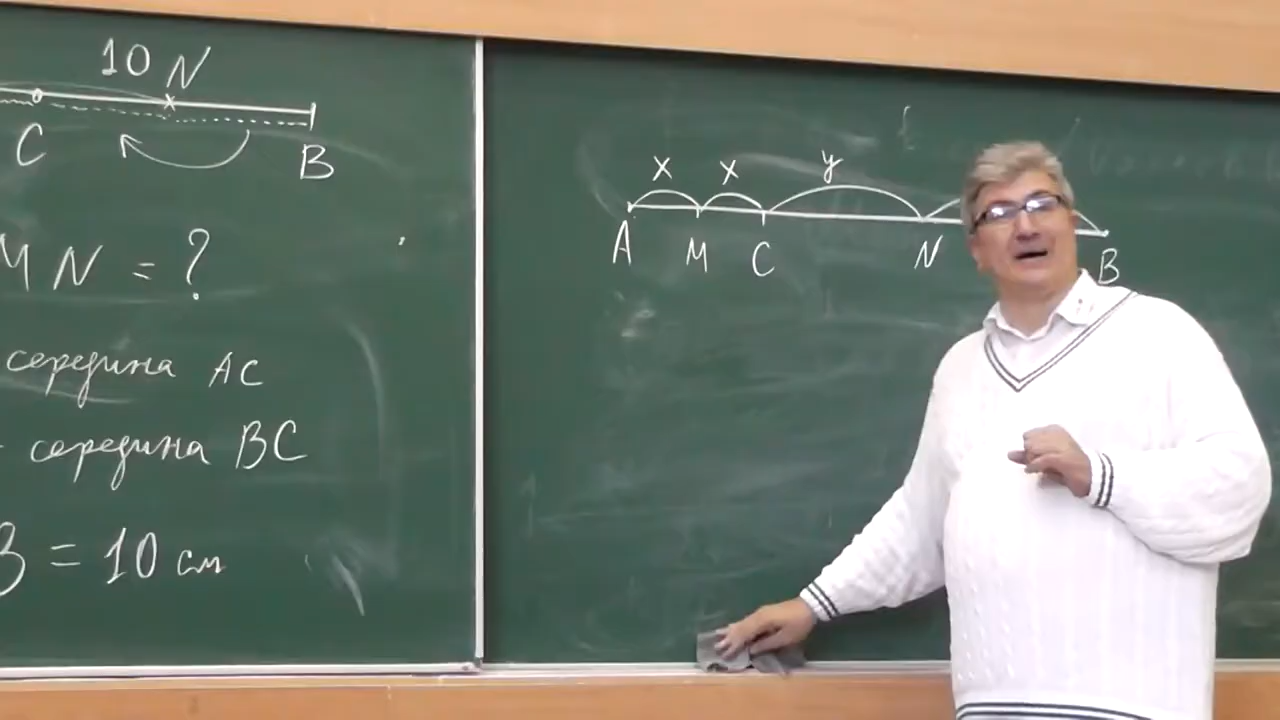 10 N
C B
MN = ?
середина AC
- середина BC
B = 10 см
x x y
A M C N B